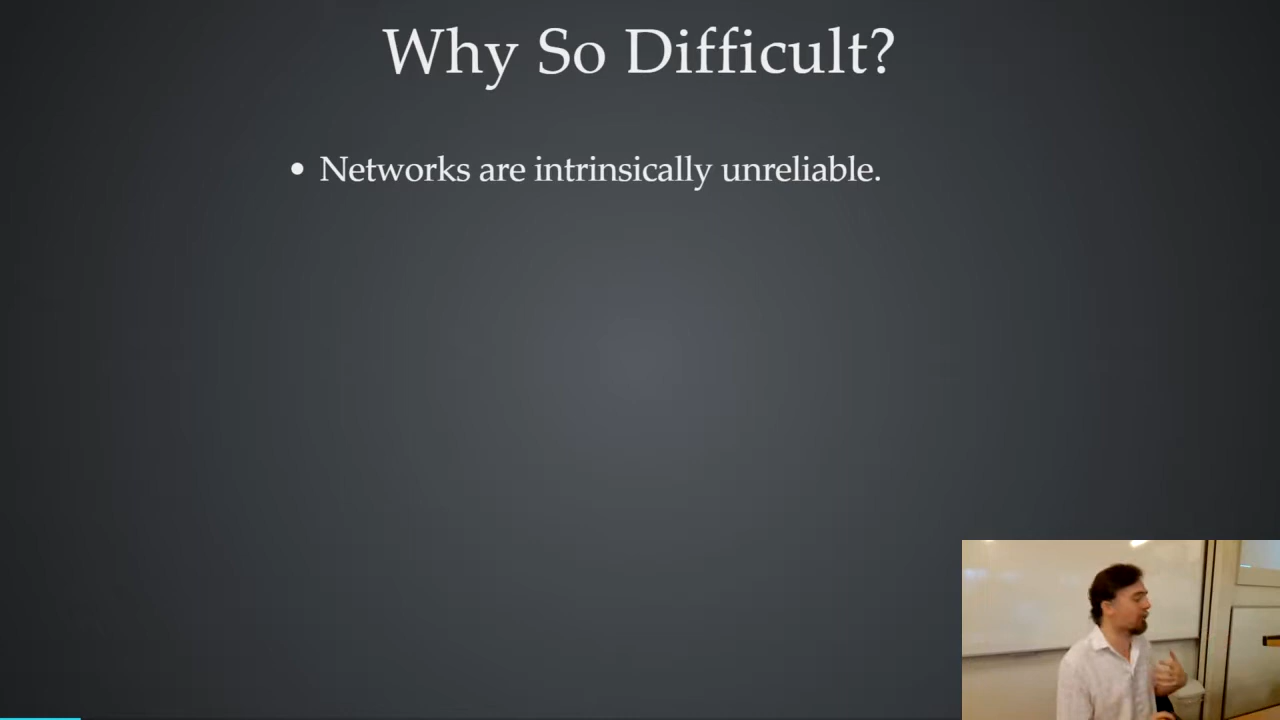 Why So Difficult?
• Networks are intrinsically unreliable.